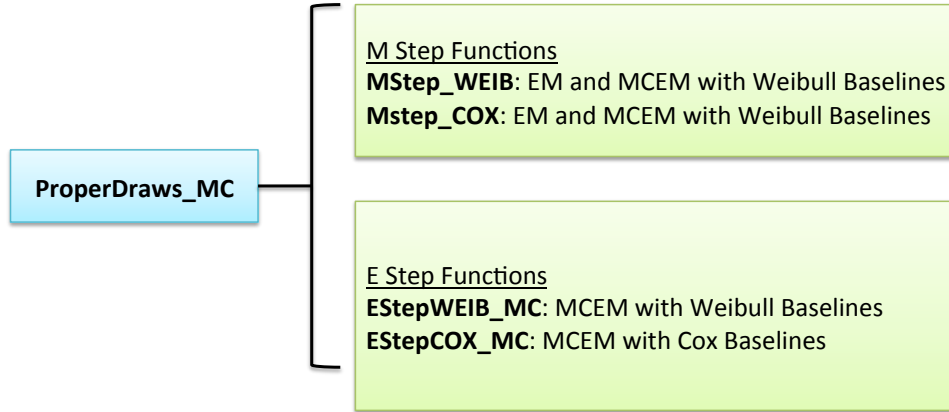 ProperDraws_MC
M Step Functions
MStep_WEIB: EM and MCEM with Weibull Baselines
Mstep_COX: EM and MCEM with Weibull Baselines
E Step Functions
EStepWEIB_MC: MCEM with Weibull Baselines
EStepCOX_MC: MCEM with Cox Baselines